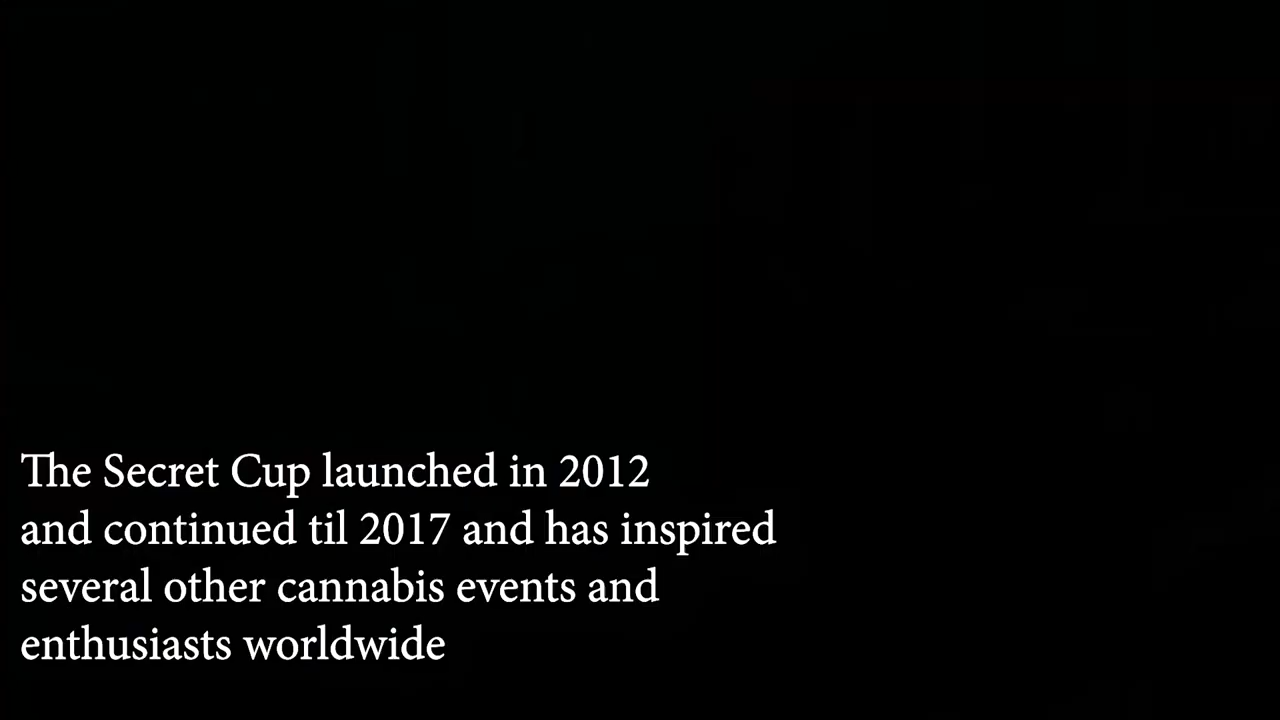 The Secret Cup launched in 2012
and continued til 2017 and has inspired
several other cannabis events and
enthusiasts worldwide